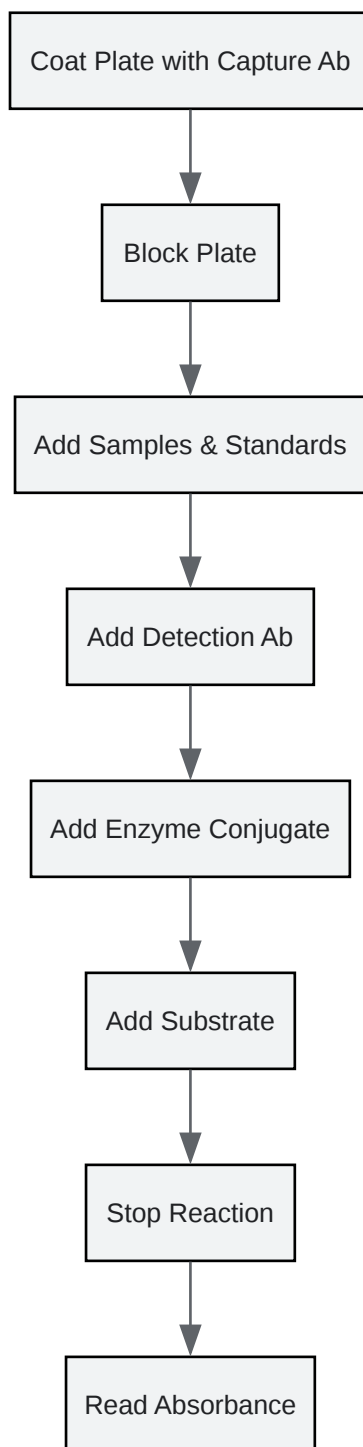 Coat Plate with Capture Ab
Block Plate
Add Samples & Standards
Add Detection Ab
Add Enzyme Conjugate
Add Substrate
Stop Reaction
Read Absorbance